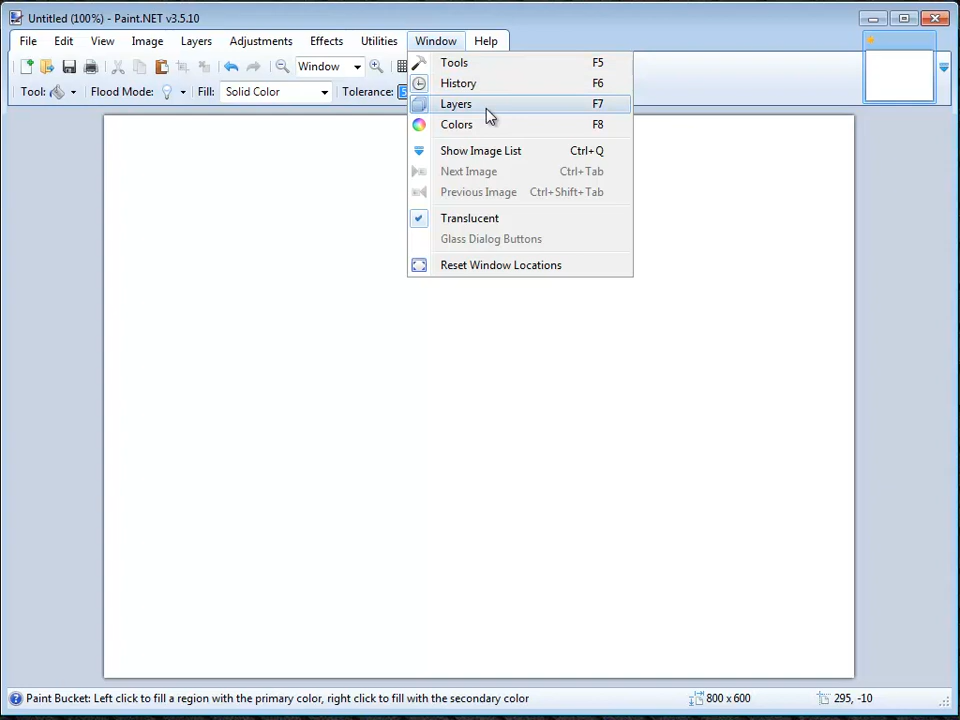 Untitled (100%) - Paint.NET v3.5.10
File Edit View Image Layers Adjustments Effects Utilities Window Help
Window
Tool: Flood Mode: Fill: Solid Color Tolerance:
Tools F5
History F6
Layers F7
Colors F8
Show Image List Ctrl+Q
Next Image Ctrl+Tab
Previous Image Ctrl+Shift+Tab
Translucent
Glass Dialog Buttons
Reset Window Locations
Paint Bucket: Left click to fill a region with the primary color, right click to fill with the secondary color 800 x 600 295, -10